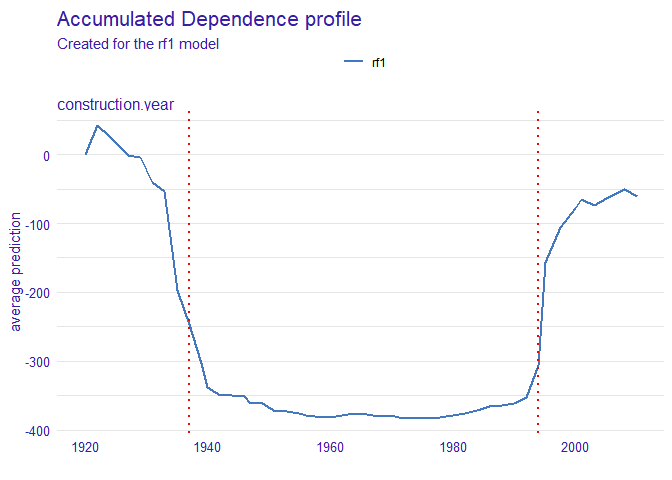 Accumulated Dependence profile
Created for the rf1 model
rf1
construction.year
average prediction
0
-100
-200
-300
-400
1920
1940
1960
1980
2000